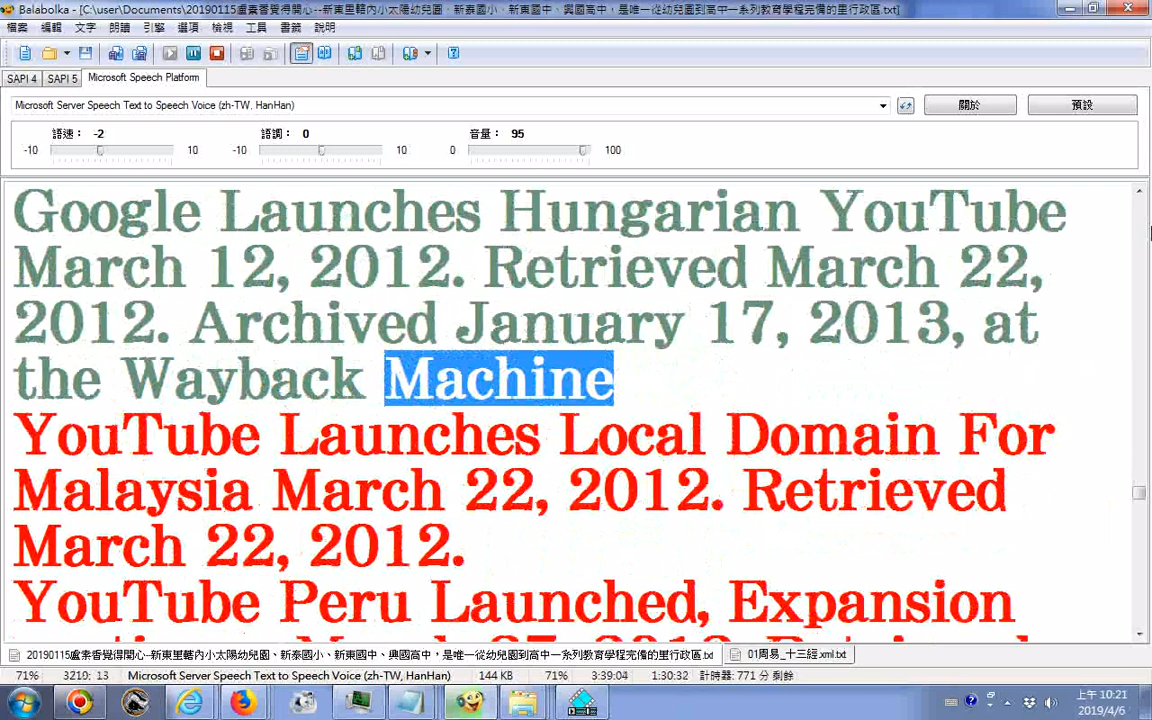 Balabolka - [C:\user\Documents\20190115盧素香覺得開心--新東里轄內小太陽幼兒園、新泰國小、新東國中、興國高中，是唯一從幼兒園到高中一系列教育學程完備的里行政區.txt]
檔案 編輯 文字 朗讀 引擎 選項 檢視 工具 書籤 說明
SAPI 4 SAPI 5 Microsoft Speech Platform
Microsoft Server Speech Text to Speech Voice (zh-TW, HanHan) 關於 預設
語速： -2 語調： 0 音量： 95
-10 10 -10 10 0 100
Google Launches Hungarian YouTube
March 12, 2012. Retrieved March 22,
2012. Archived January 17, 2013, at
the Wayback Machine
YouTube Launches Local Domain For
Malaysia March 22, 2012. Retrieved
March 22, 2012.
YouTube Peru Launched, Expansion
20190115盧素香覺得開心--新東里轄內小太陽幼兒園、新泰國小、新東國中、興國高中，是唯一從幼兒園到高中一系列教育學程完備的里行政區.txt 01周易_十三經.xml.txt
71% 3219: 13 Microsoft Server Speech Text to Speech Voice (zh-TW, HanHan) 144 KB 71% 3:39:04 1:30:32 計時器: 771 分 剩餘
上午 10:21
2019/4/6